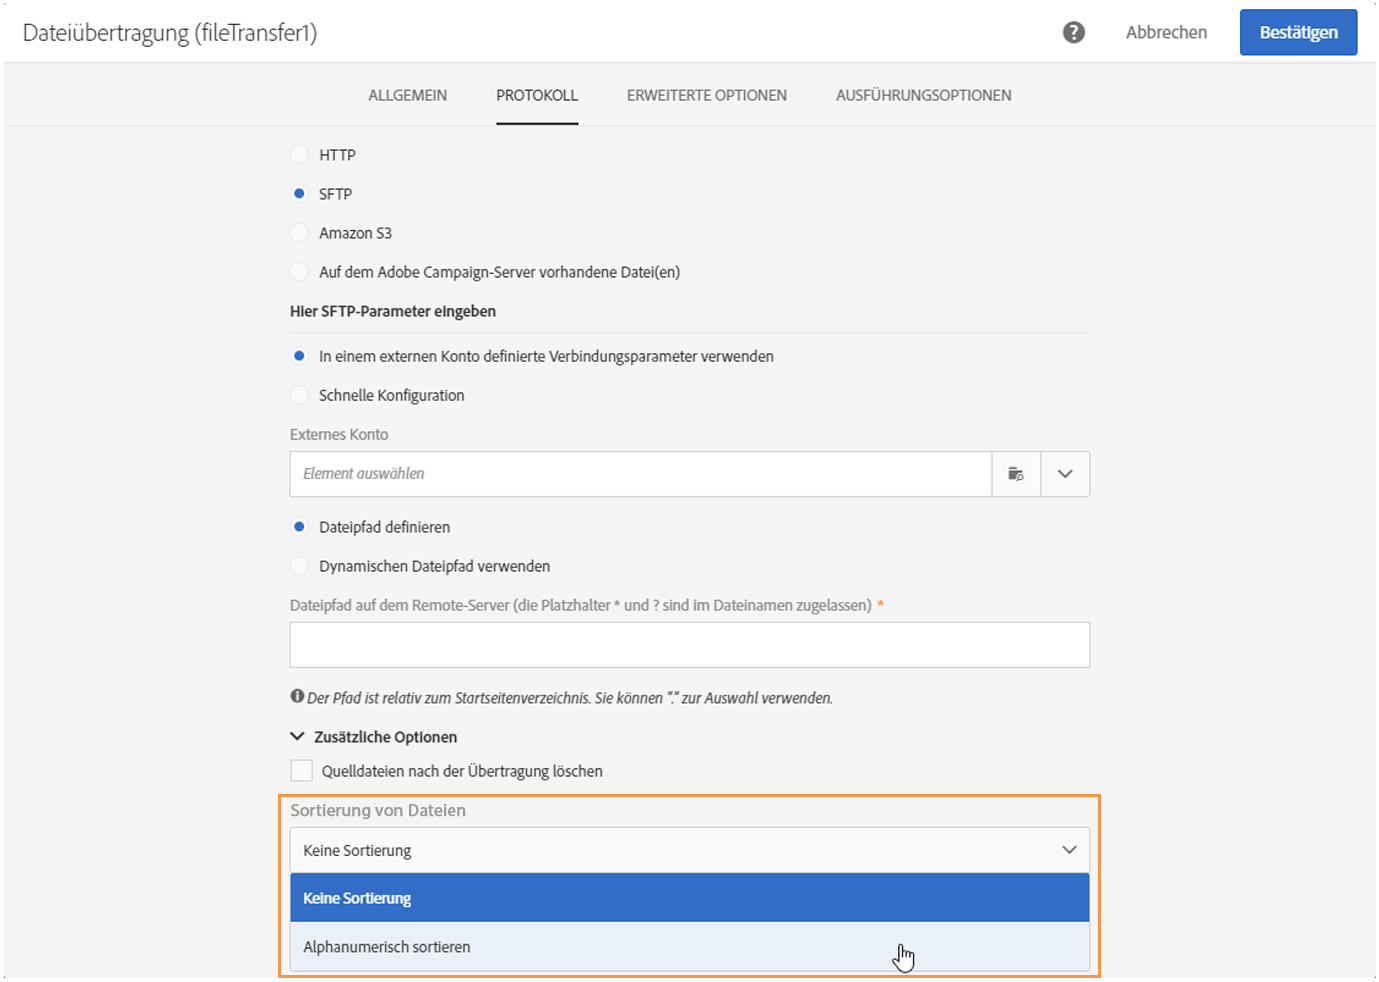 Dateiübertragung (fileTransfer1)
Abbrechen
Bestätigen
ALLGEMEIN
PROTOKOLL
ERWEITERTE OPTIONEN
AUSFÜHRUNGSOPTIONEN
HTTP
SFTP
Amazon S3
Auf dem Adobe Campaign-Server vorhandene Datei(en)
Hier SFTP-Parameter eingeben
In einem externen Konto definierte Verbindungsparameter verwenden
Schnelle Konfiguration
Externes Konto
Element auswählen
Dateipfad definieren
Dynamischen Dateipfad verwenden
Dateipfad auf dem Remote-Server (die Platzhalter * und ? sind im Dateinamen zugelassen) *
Der Pfad ist relativ zum Startseitenverzeichnis. Sie können "." zur Auswahl verwenden.
Zusätzliche Optionen
Quelldateien nach der Übertragung löschen
Sortierung von Dateien
Keine Sortierung
Keine Sortierung
Alphanumerisch sortieren